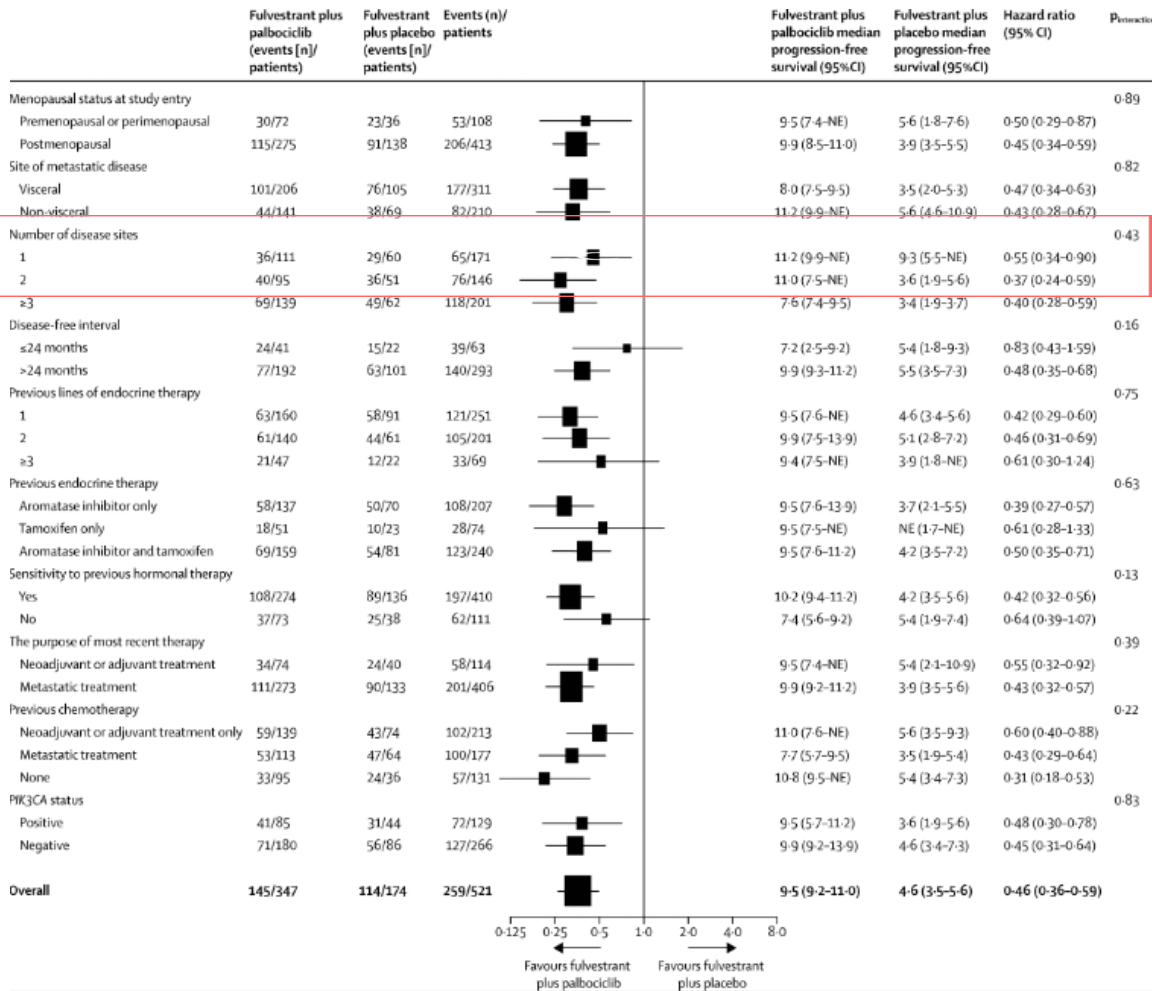 Fulvestrant plus palbociclib (events [n]/ patients) Fulvestrant plus placebo (events [n]/ patients) Events (n)/ patients Fulvestrant plus palbociclib median progression-free survival (95%CI) Fulvestrant plus placebo median progression-free survival (95%CI) Hazard ratio (95% CI)
Menopausal status at study entry 0·89
Premenopausal or perimenopausal 30/72 23/36 53/108 9·5 (7·4–NE) 5·6 (1·8–7·6) 0·50 (0·29–0·87)
Postmenopausal 115/275 91/138 206/413 9·9 (8·5–11·0) 3·9 (3·5–5·5) 0·45 (0·34–0·59)
Site of metastatic disease 0·82
Visceral 101/206 76/105 177/311 8·0 (7·5–9·5) 3·5 (2·0–5·3) 0·47 (0·34–0·63)
Non-visceral 44/141 38/69 82/210 11·2 (9·9–NE) 5·6 (4·6–10·9) 0·43 (0·28–0·67)
Number of disease sites 0·43
1 36/111 29/60 65/171 11·2 (9·9–NE) 9·3 (5·5–NE) 0·55 (0·34–0·90)
2 40/95 36/51 76/146 11·0 (7·5–NE) 3·6 (1·9–5·6) 0·37 (0·24–0·59)
≥3 69/139 49/62 118/201 7·6 (7·4–9·5) 3·4 (1·9–3·7) 0·40 (0·28–0·59)
Disease-free interval 0·16
≤24 months 24/41 15/22 39/63 7·2 (2·5–9·2) 5·4 (1·8–9·3) 0·83 (0·43–1·59)
>24 months 77/192 63/101 140/293 9·9 (9·3–11·2) 5·5 (3·5–7·3) 0·48 (0·35–0·68)
Previous lines of endocrine therapy 0·75
1 63/160 58/91 121/251 9·5 (7·6–NE) 4·6 (3·4–5·6) 0·42 (0·29–0·60)
2 61/140 44/61 105/201 9·9 (7·5–13·9) 5·1 (2·8–7·2) 0·46 (0·31–0·69)
≥3 21/47 12/22 33/69 9·4 (7·5–NE) 3·9 (1·8–NE) 0·61 (0·30–1·24)
Previous endocrine therapy 0·63
Aromatase inhibitor only 58/137 50/70 108/207 9·5 (7·6–13·9) 3·7 (2·1–5·5) 0·39 (0·27–0·57)
Tamoxifen only 18/51 10/23 28/74 9·5 (7·5–NE) NE (1·7–NE) 0·61 (0·28–1·33)
Aromatase inhibitor and tamoxifen 69/159 54/81 123/240 9·5 (7·6–11·2) 4·2 (3·5–7·2) 0·50 (0·35–0·71)
Sensitivity to previous hormonal therapy 0·13
Yes 108/274 89/136 197/410 10·2 (9·4–11·2) 4·2 (3·5–5·6) 0·42 (0·32–0·56)
No 37/73 25/38 62/111 7·4 (5·6–9·2) 5·4 (1·9–7·4) 0·64 (0·39–1·07)
The purpose of most recent therapy 0·39
Neoadjuvant or adjuvant treatment 34/74 24/40 58/114 9·5 (7·4–NE) 5·4 (2·1–10·9) 0·55 (0·32–0·92)
Metastatic treatment 111/273 90/133 201/406 9·9 (9·2–11·2) 3·9 (3·5–5·6) 0·43 (0·32–0·57)
Previous chemotherapy 0·22
Neoadjuvant or adjuvant treatment only 59/139 43/74 102/213 11·0 (7·6–NE) 5·6 (3·5–9·3) 0·60 (0·40–0·88)
Metastatic treatment 53/113 47/64 100/177 7·7 (5·7–9·5) 3·5 (1·9–5·4) 0·43 (0·29–0·64)
None 33/95 24/36 57/131 10·8 (9·5–NE) 5·4 (3·4–7·3) 0·31 (0·18–0·53)
PIK3CA status 0·83
Positive 41/85 31/44 72/129 9·5 (5·7–11·2) 3·6 (1·9–5·6) 0·48 (0·30–0·78)
Negative 71/180 56/86 127/266 9·9 (9·2–13·9) 4·6 (3·4–7·3) 0·45 (0·31–0·64)
Overall 145/347 114/174 259/521 9·5 (9·2–11·0) 4·6 (3·5–5·6) 0·46 (0·36–0·59)
0·125 0·25 0·5 1·0 2·0 4·0 8·0
Favours fulvestrant plus palbociclib Favours fulvestrant plus placebo